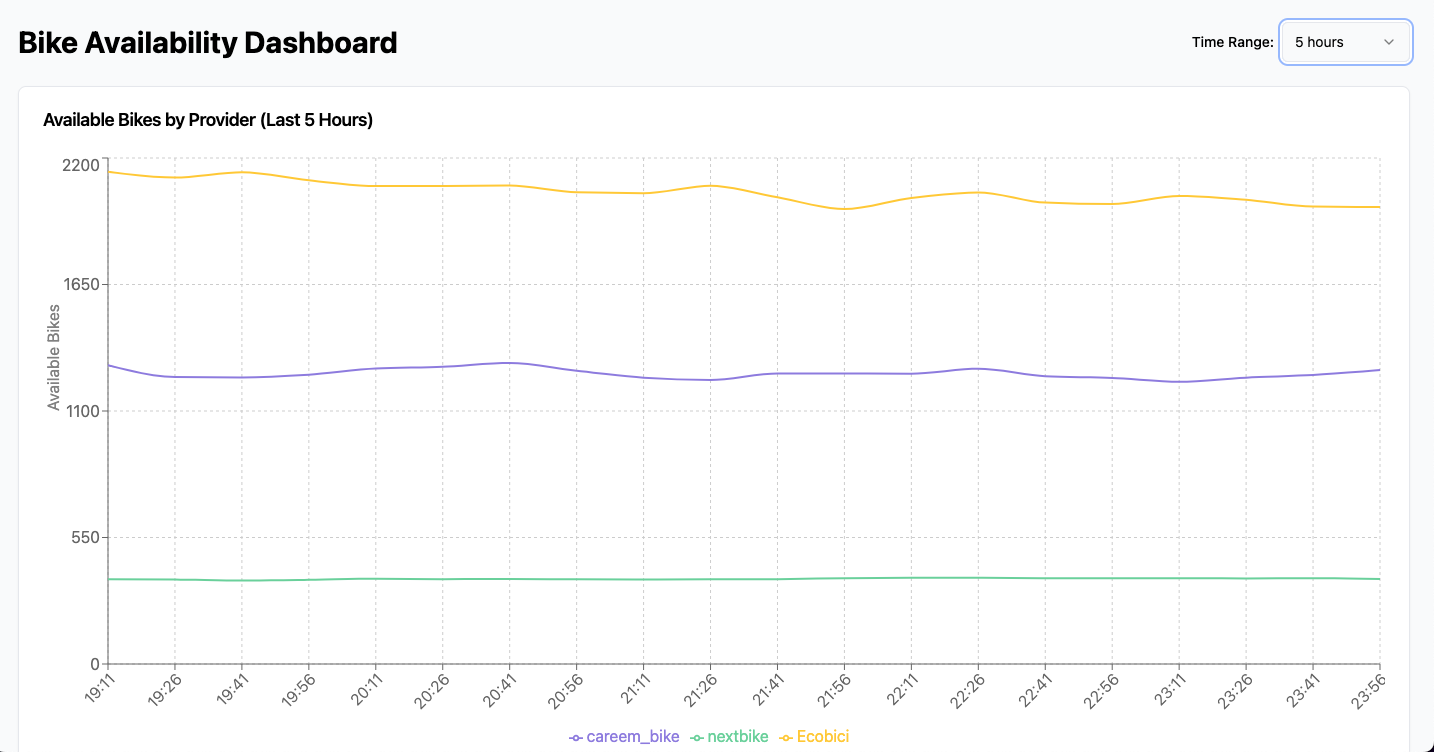 Bike Availability Dashboard
Time Range: 5 hours
Available Bikes by Provider (Last 5 Hours)
2200
1650
1100
550
0
Available Bikes
19:11 19:26 19:41 19:56 20:11 20:26 20:41 20:56 21:11 21:26 21:41 21:56 22:11 22:26 22:41 22:56 23:11 23:26 23:41 23:56
careem_bike nextbike Ecobici